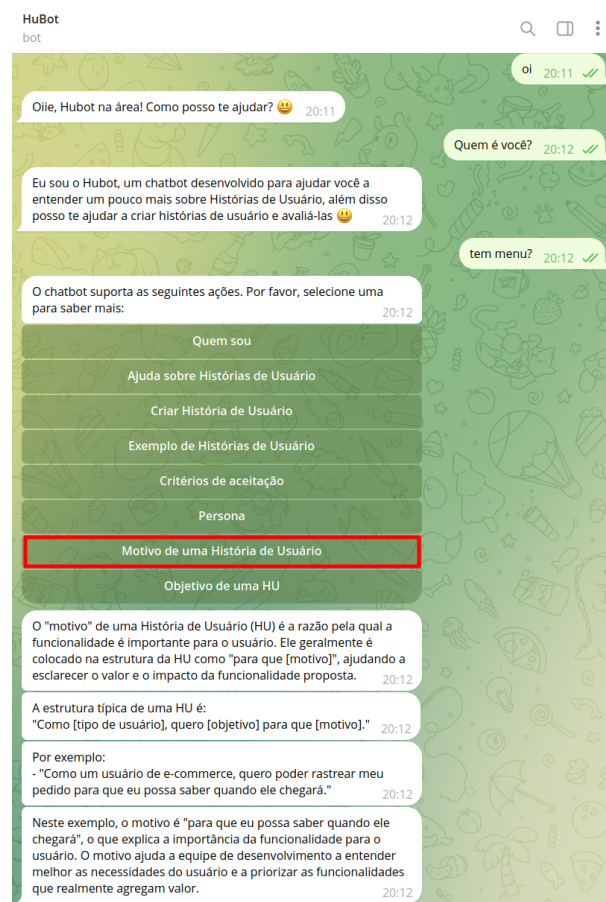 HuBot
bot
oi 20:11
Oiie, Hubot na área! Como posso te ajudar? 😃 20:11
Quem é você? 20:12
Eu sou o Hubot, um chatbot desenvolvido para ajudar você a
entender um pouco mais sobre Histórias de Usuário, além disso
posso te ajudar a criar histórias de usuário e avaliá-las 😃 20:12
tem menu? 20:12
O chatbot suporta as seguintes ações. Por favor, selecione uma
para saber mais: 20:12
Quem sou
Ajuda sobre Histórias de Usuário
Criar História de Usuário
Exemplo de Histórias de Usuário
Critérios de aceitação
Persona
Motivo de uma História de Usuário
Objetivo de uma HU
O "motivo" de uma História de Usuário (HU) é a razão pela qual a
funcionalidade é importante para o usuário. Ele geralmente é
colocado na estrutura da HU como "para que [motivo]", ajudando a
esclarecer o valor e o impacto da funcionalidade proposta. 20:12
A estrutura típica de uma HU é:
"Como [tipo de usuário], quero [objetivo] para que [motivo]." 20:12
Por exemplo:
- "Como um usuário de e-commerce, quero poder rastrear meu
pedido para que eu possa saber quando ele chegará." 20:12
Neste exemplo, o motivo é "para que eu possa saber quando ele
chegará", o que explica a importância da funcionalidade para o
usuário. O motivo ajuda a equipe de desenvolvimento a entender
melhor as necessidades do usuário e a priorizar as funcionalidades
que realmente agregam valor. 20:12